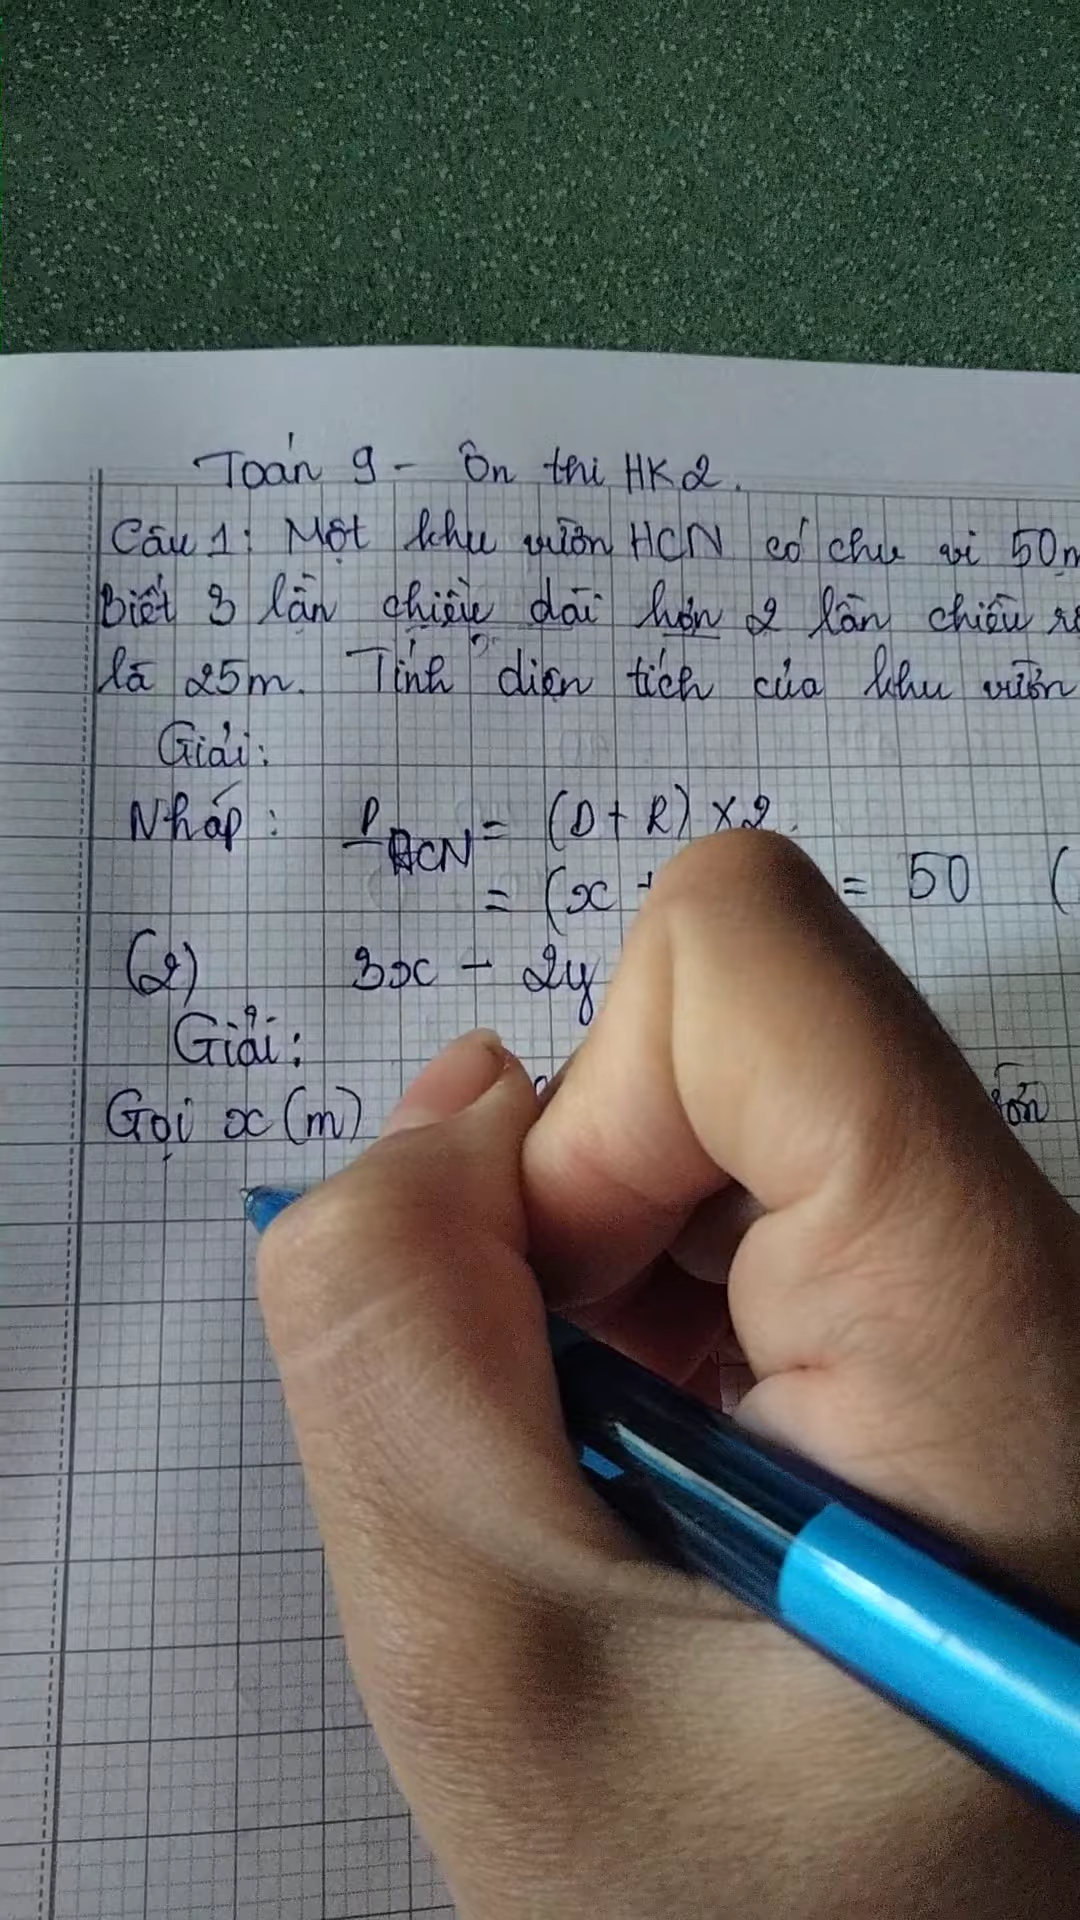 Toán 9 - Ôn thi HK2.
Câu 1: Một khu vườn HCN có chu vi 50m
Biết 3 lần chiều dài hơn 2 lần chiều
là 25m. Tính diện tích của khu vườn
Giải:
Nháp: P HCN = (D + R) x 2.
= (x + = 50 (
(2) 3x - 2y
Giải:
Gọi x (m)